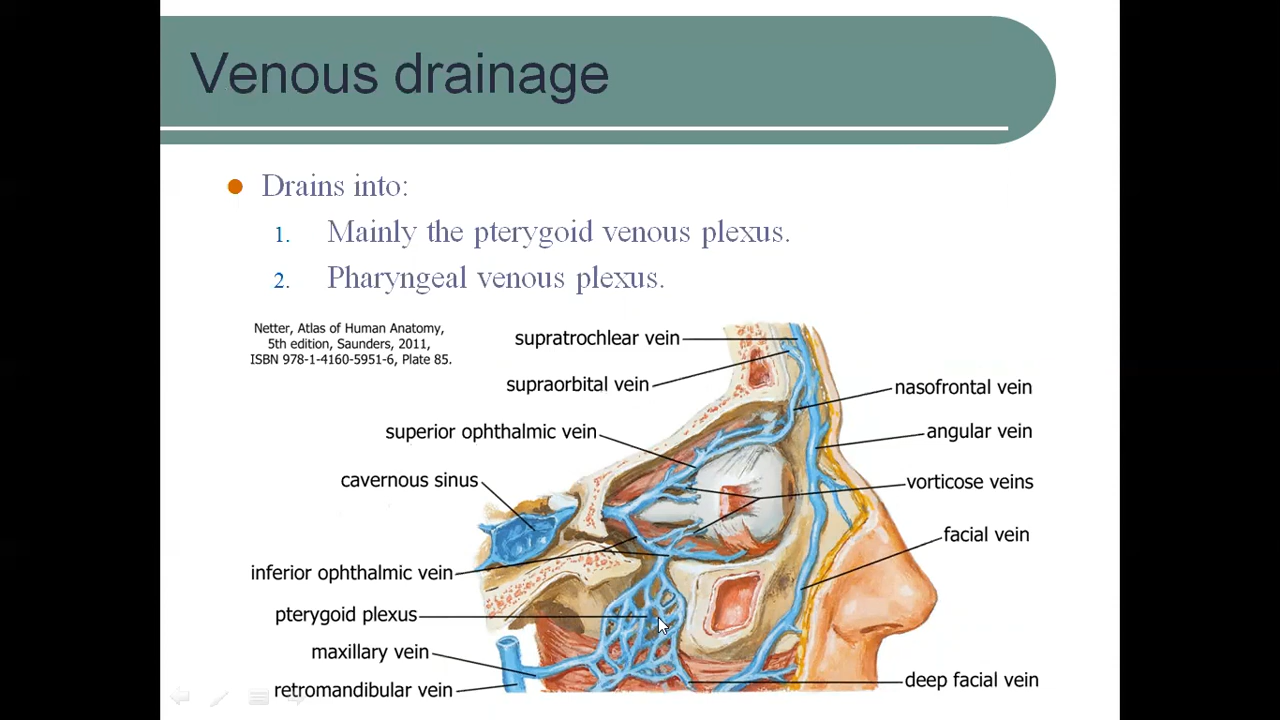 Venous drainage
Drains into:
1. Mainly the pterygoid venous plexus.
2. Pharyngeal venous plexus.
Netter, Atlas of Human Anatomy,
5th edition, Saunders, 2011,
ISBN 978-1-4160-5951-6, Plate 85.
supratrochlear vein
supraorbital vein
nasofrontal vein
superior ophthalmic vein
angular vein
cavernous sinus
vorticose veins
facial vein
inferior ophthalmic vein
pterygoid plexus
maxillary vein
deep facial vein
retromandibular vein